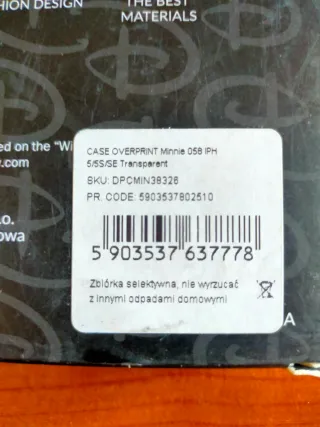 HION DESIGN
THE BEST
MATERIALS
ed on the "Wi
w.com
.o.
owa
CASE OVERPRINT Minnie 058 IPH
5/5S/SE Transparent
SKU: DPCMIN38326
PR. CODE: 5903537802510
5 903537 637778
Zbiórka selektywna, nie wyrzucać
z innymi odpadami domowymi
A